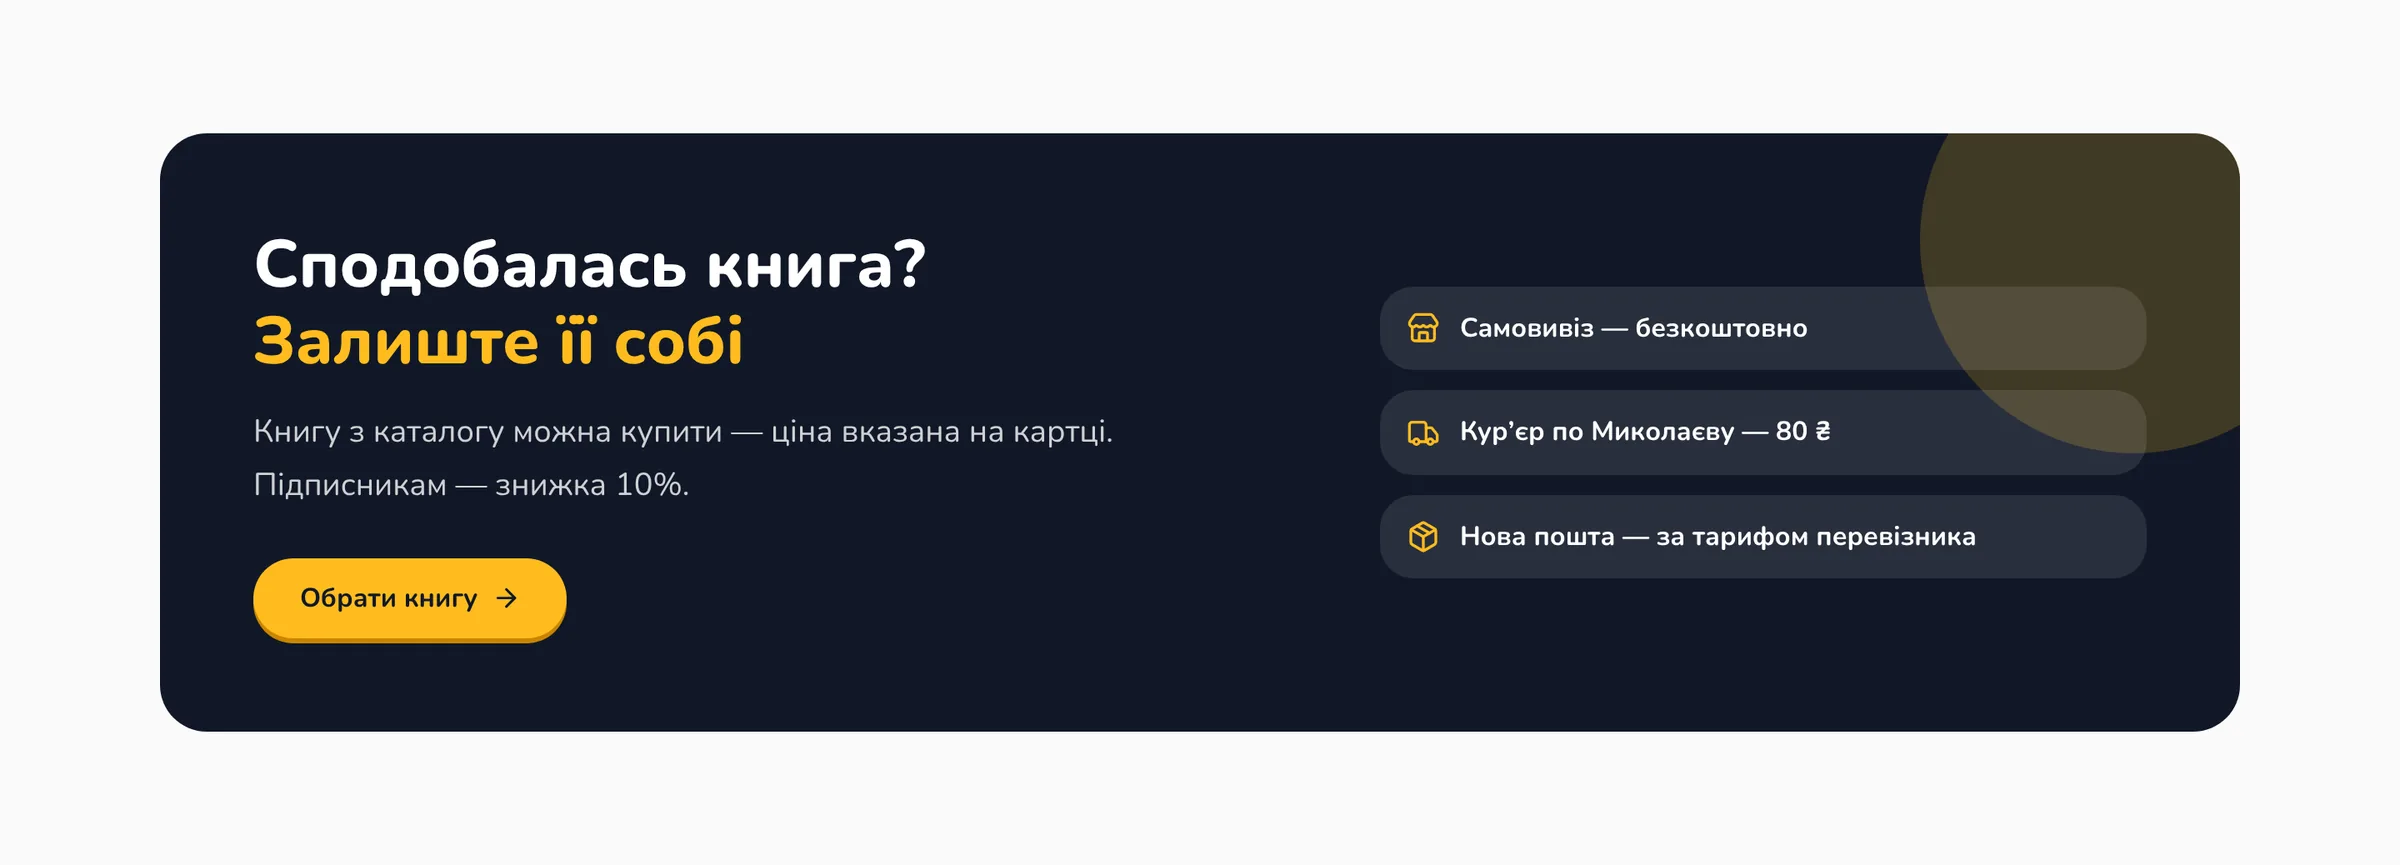 Сподобалась книга?
Залиште її собі
Книгу з каталогу можна купити — ціна вказана на картці.
Підписникам — знижка 10%.
Обрати книгу →
Самовивіз — безкоштовно
Кур’єр по Миколаєву — 80 ₴
Нова пошта — за тарифом перевізника